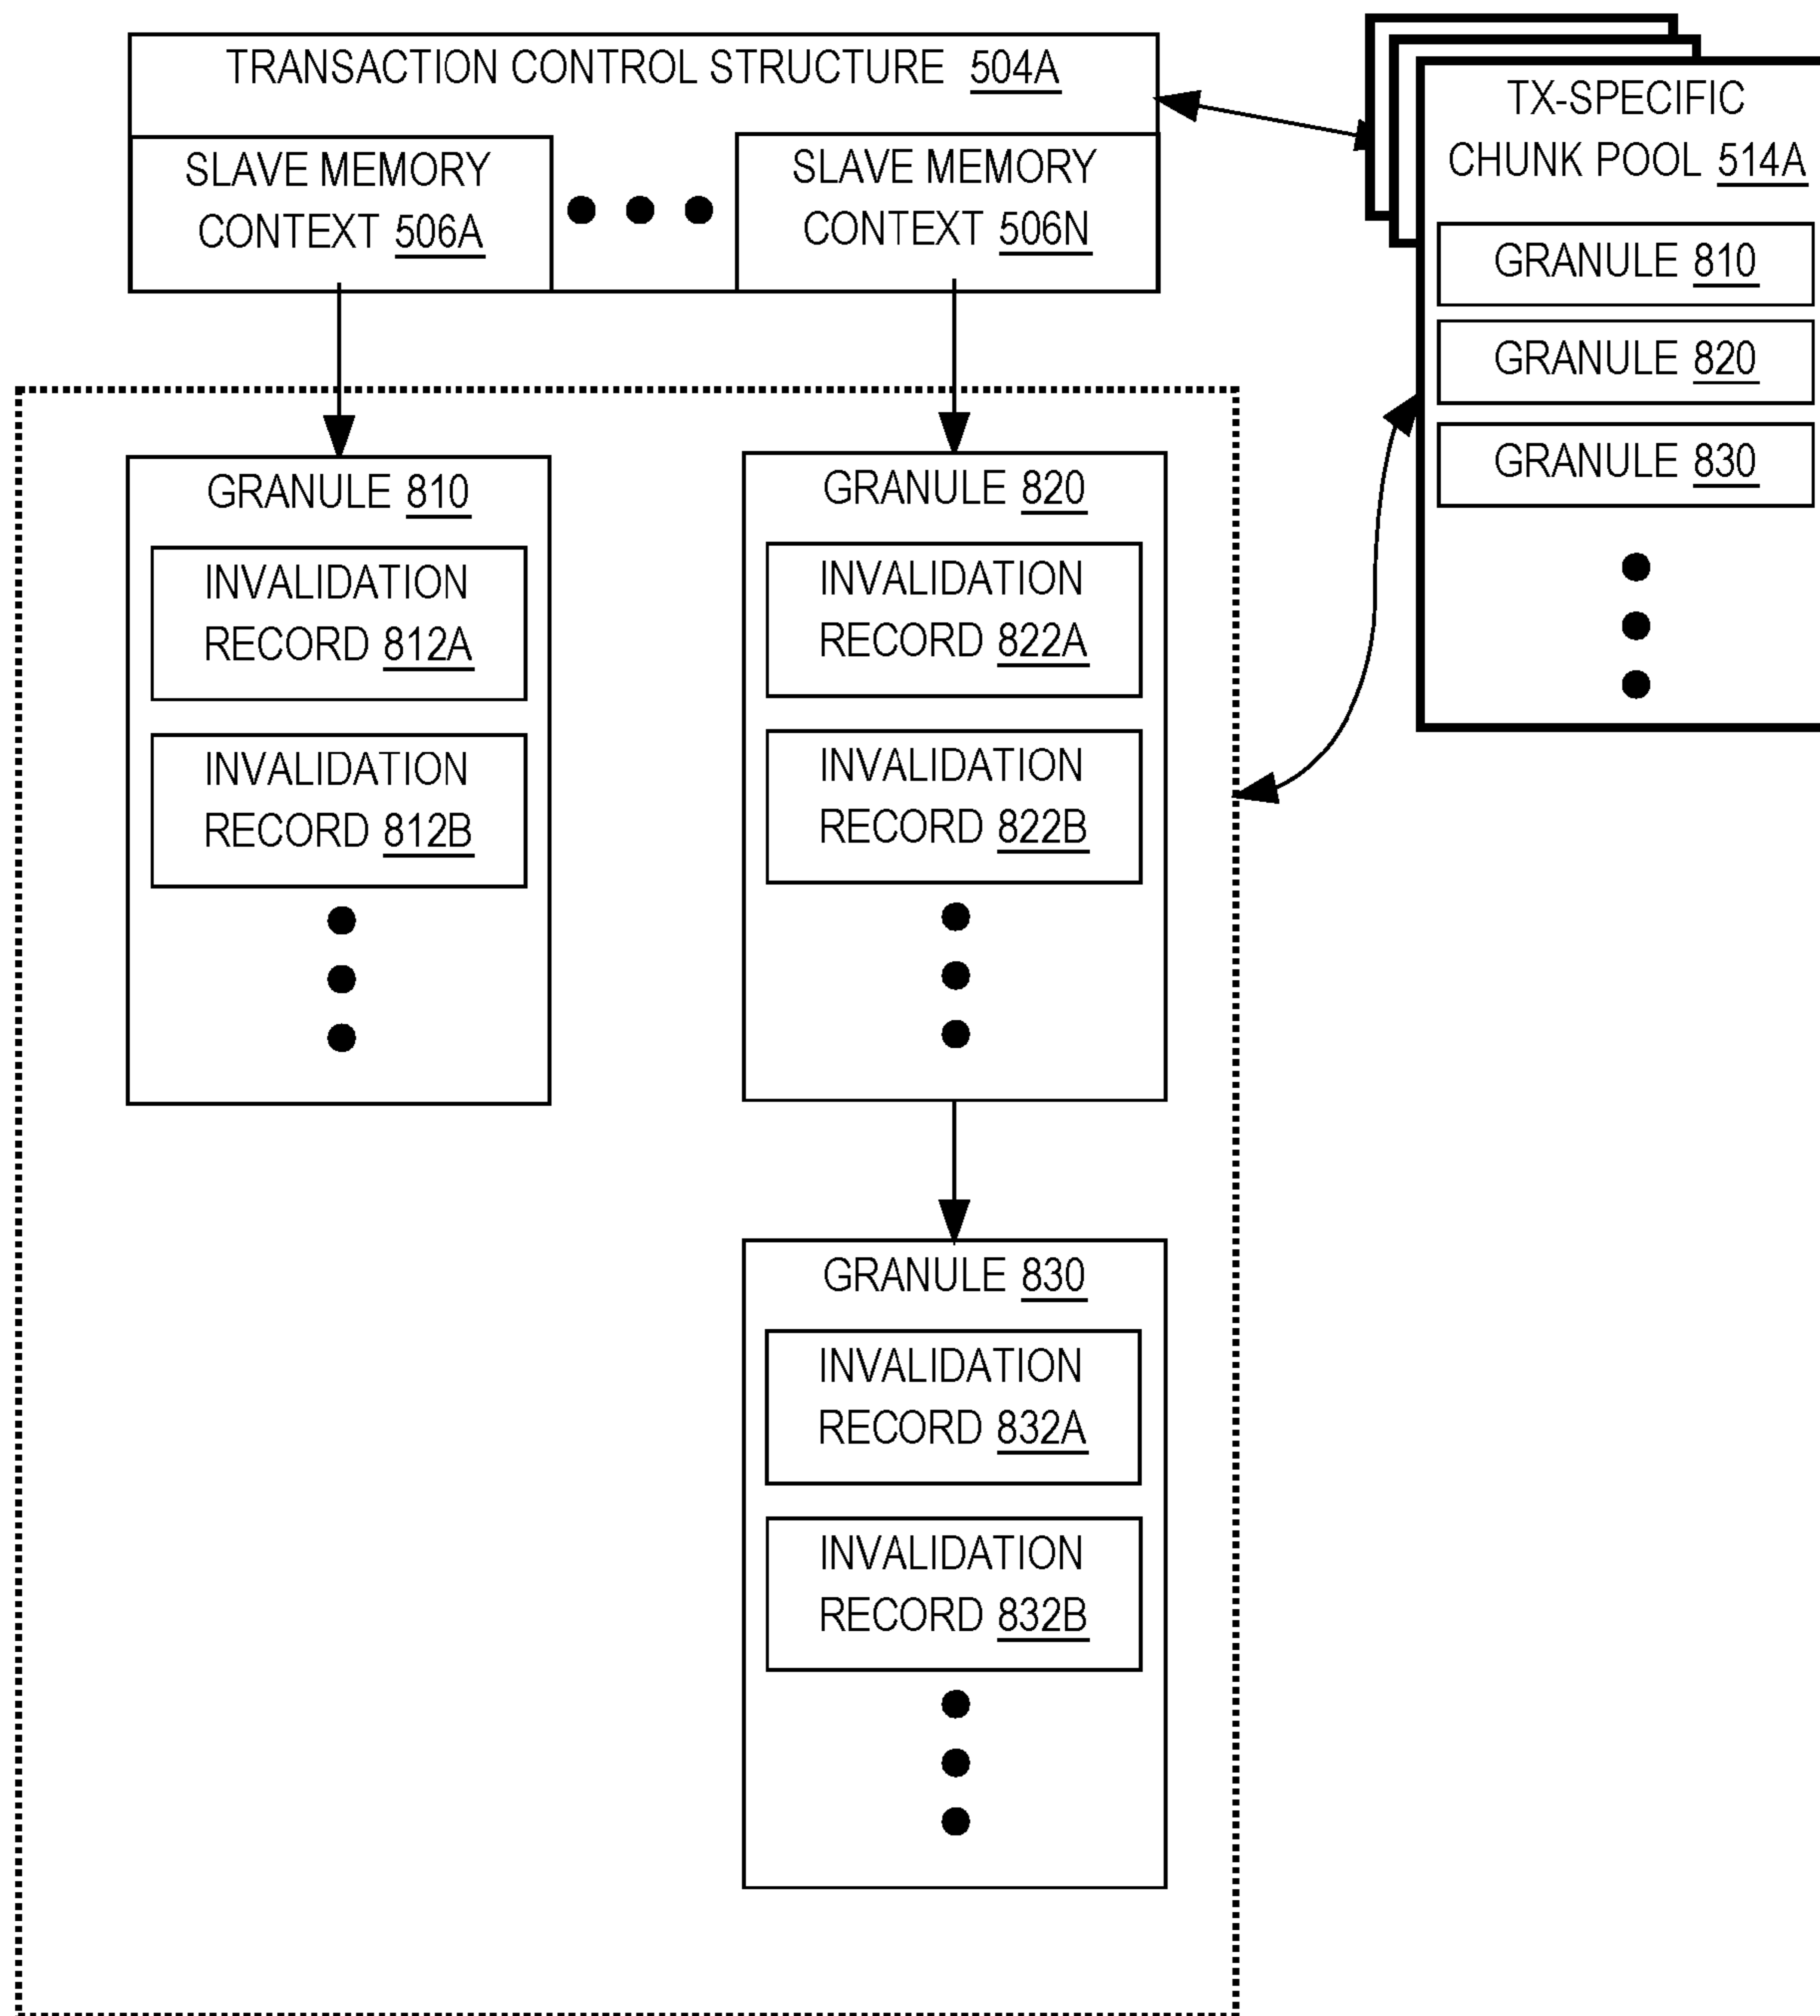 TRANSACTION CONTROL STRUCTURE 504A
SLAVE MEMORY
CONTEXT 506A
SLAVE MEMORY
CONTEXT 506N
TX-SPECIFIC
CHUNK POOL 514A
GRANULE 810
GRANULE 820
GRANULE 830
GRANULE 810
INVALIDATION
RECORD 812A
INVALIDATION
RECORD 812B
GRANULE 820
INVALIDATION
RECORD 822A
INVALIDATION
RECORD 822B
GRANULE 830
INVALIDATION
RECORD 832A
INVALIDATION
RECORD 832B